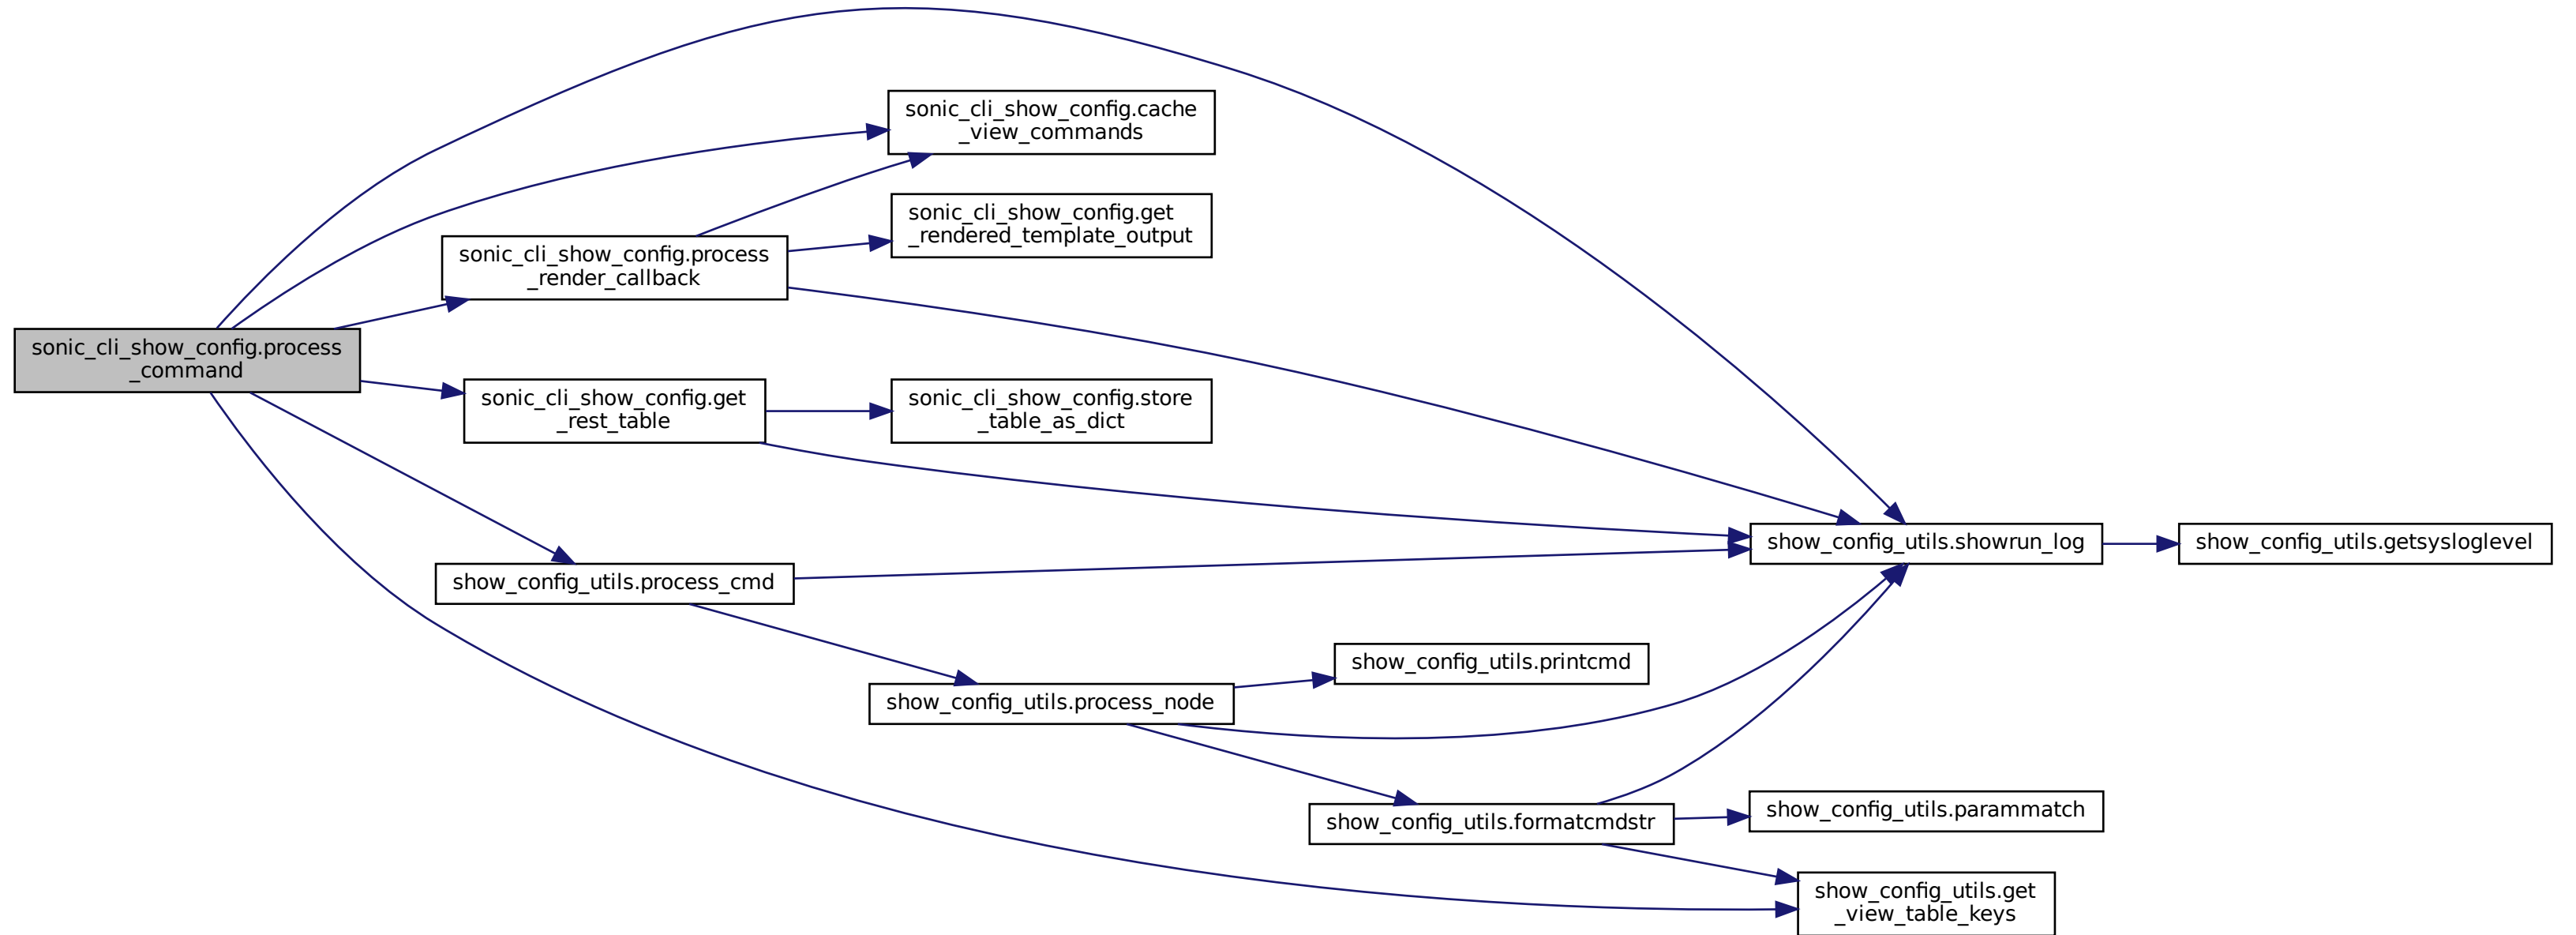 sonic_cli_show_config.cache
_view_commands
sonic_cli_show_config.get
_rendered_template_output
sonic_cli_show_config.process
_render_callback
sonic_cli_show_config.process
_command
sonic_cli_show_config.get
_rest_table
sonic_cli_show_config.store
_table_as_dict
show_config_utils.showrun_log
show_config_utils.getsysloglevel
show_config_utils.process_cmd
show_config_utils.printcmd
show_config_utils.process_node
show_config_utils.parammatch
show_config_utils.formatcmdstr
show_config_utils.get
_view_table_keys